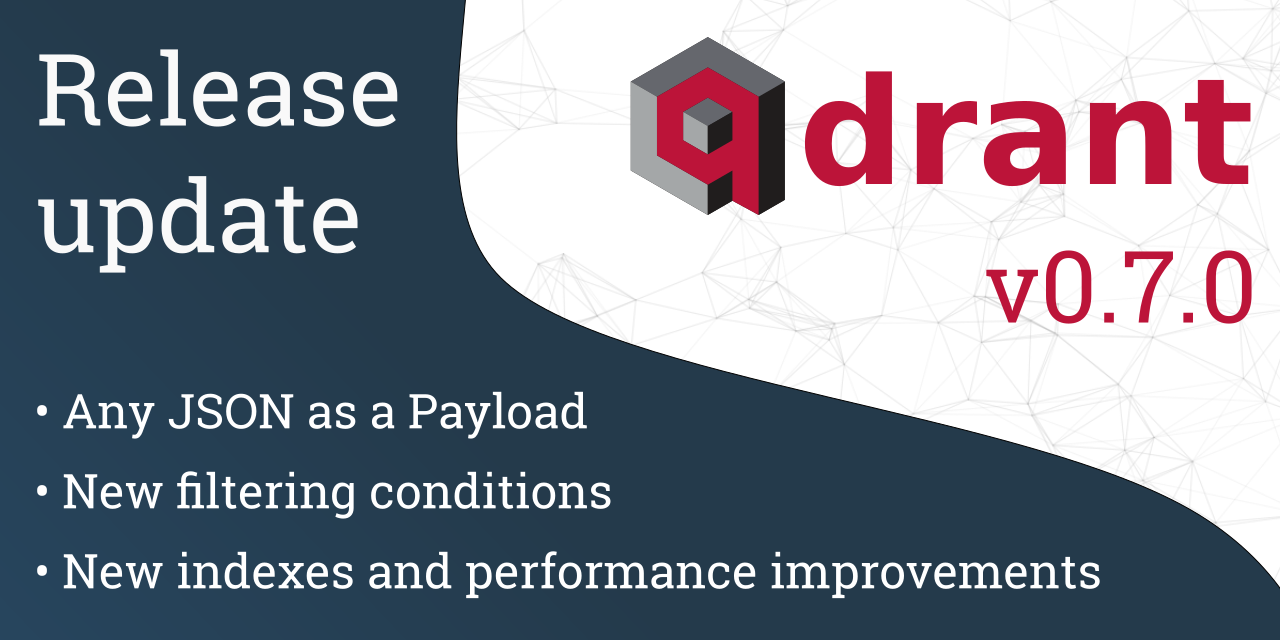 Release
update
qdrant
v0.7.0
• Any JSON as a Payload
• New filtering conditions
• New indexes and performance improvements